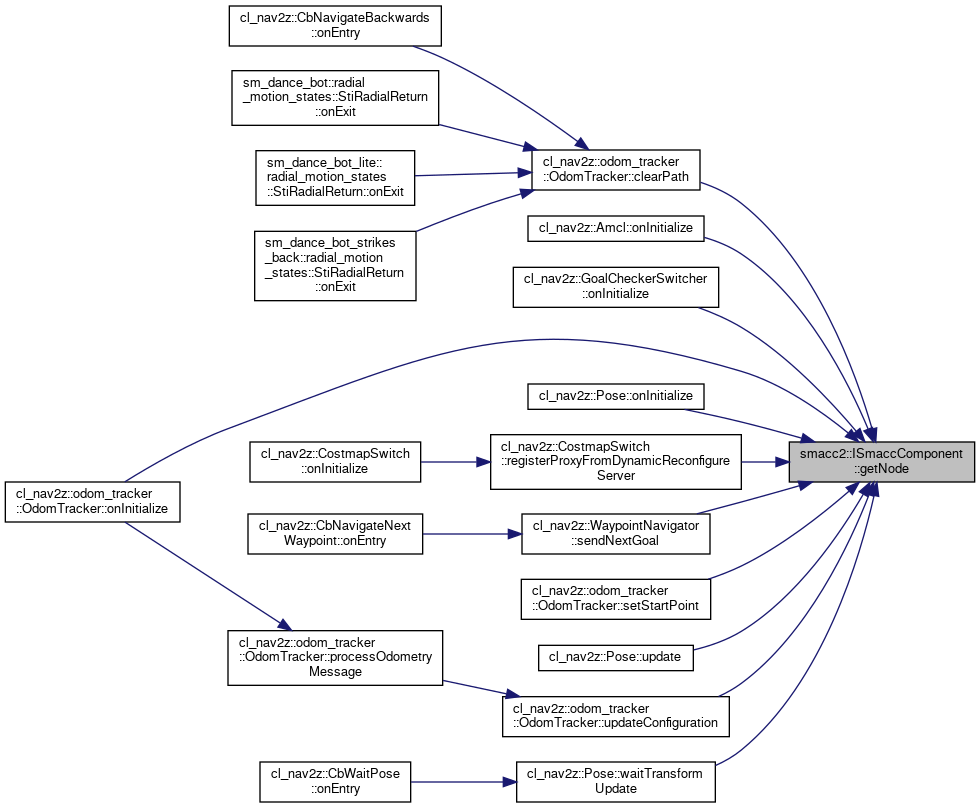 cl_nav2z::CbNavigateBackwards
::onEntry
sm_dance_bot::radial
_motion_states::StiRadialReturn
::onExit
sm_dance_bot_lite::
radial_motion_states
::StiRadialReturn::onExit
sm_dance_bot_strikes
_back::radial_motion
_states::StiRadialReturn
::onExit
cl_nav2z::odom_tracker
::OdomTracker::clearPath
cl_nav2z::Amcl::onInitialize
cl_nav2z::GoalCheckerSwitcher
::onInitialize
cl_nav2z::Pose::onInitialize
cl_nav2z::CostmapSwitch
::onInitialize
cl_nav2z::CostmapSwitch
::registerProxyFromDynamicReconfigure
Server
smacc2::ISmaccComponent
::getNode
cl_nav2z::odom_tracker
::OdomTracker::onInitialize
cl_nav2z::CbNavigateNext
Waypoint::onEntry
cl_nav2z::WaypointNavigator
::sendNextGoal
cl_nav2z::odom_tracker
::OdomTracker::setStartPoint
cl_nav2z::Pose::update
cl_nav2z::odom_tracker
::OdomTracker::processOdometry
Message
cl_nav2z::odom_tracker
::OdomTracker::updateConfiguration
cl_nav2z::CbWaitPose
::onEntry
cl_nav2z::Pose::waitTransform
Update